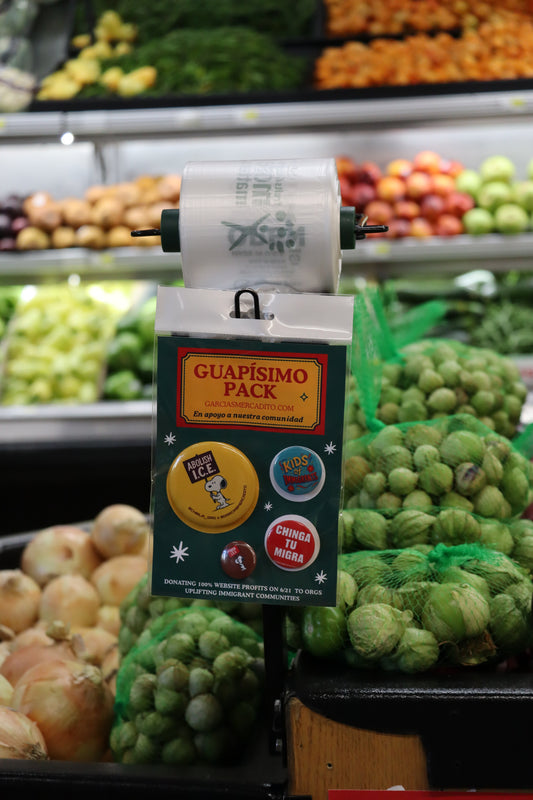 GUAPÍSIMO
PACK
GARCIASMERCADITO.COM
En apoyo a nuestra comunidad
ABOLISH
I.C.E.
KIDS
OF
CHINGA
TU
MIGRA
DONATING 100% WEBSITE PROFITS ON 6/21 TO ORGS
UPLIFTING IMMIGRANT COMMUNITIES